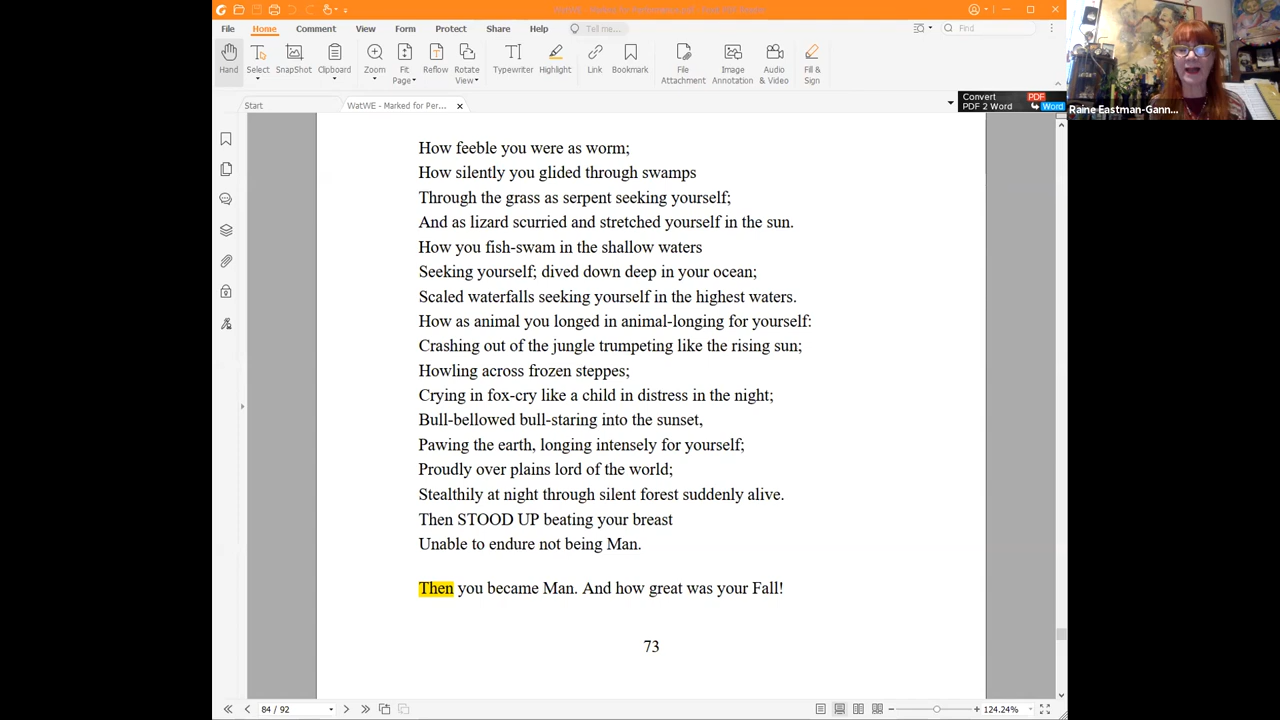 File
Home
Comment
View
Form
Protect
Share
Help
Tell me...
Find
Hand
Select
SnapShot
Clipboard
Zoom
Fit Page
Reflow
Rotate View
Typewriter
Highlight
Link
Bookmark
File Attachment
Image Annotation
Audio & Video
Fill & Sign
Start
WatWE - Marked for Per...
Convert PDF
PDF 2 Word Word
Raine Eastman-Gann...
How feeble you were as worm;
How silently you glided through swamps
Through the grass as serpent seeking yourself;
And as lizard scurried and stretched yourself in the sun.
How you fish-swam in the shallow waters
Seeking yourself; dived down deep in your ocean;
Scaled waterfalls seeking yourself in the highest waters.
How as animal you longed in animal-longing for yourself:
Crashing out of the jungle trumpeting like the rising sun;
Howling across frozen steppes;
Crying in fox-cry like a child in distress in the night;
Bull-bellowed bull-staring into the sunset,
Pawing the earth, longing intensely for yourself;
Proudly over plains lord of the world;
Stealthily at night through silent forest suddenly alive.
Then STOOD UP beating your breast
Unable to endure not being Man.
Then you became Man. And how great was your Fall!
73
84 / 92
124.24%